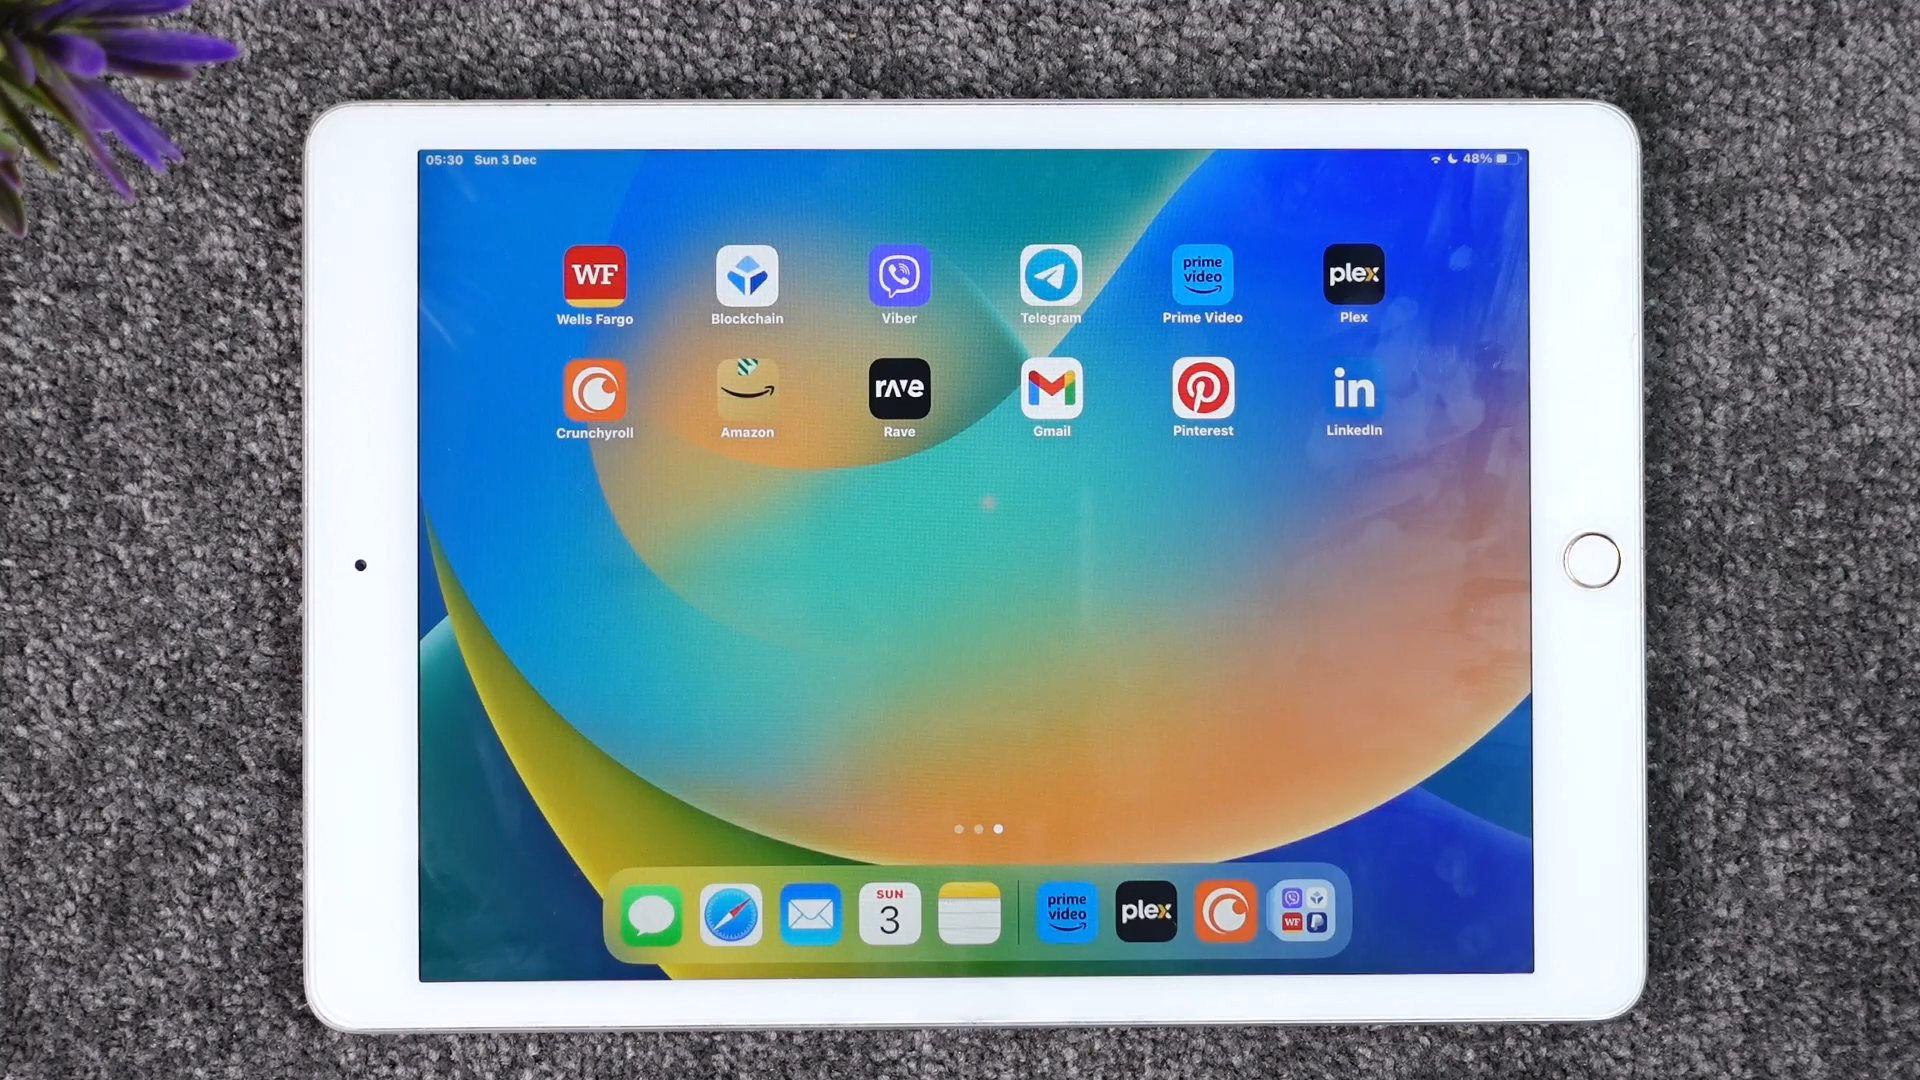 05:30 Sun 3 Dec
48%
WF
prime video
plex
Wells Fargo
Blockchain
Viber
Telegram
Prime Video
Plex
rave
in
Crunchyroll
Amazon
Rave
Gmail
Pinterest
LinkedIn
SUN
3
prime video
plex
WF